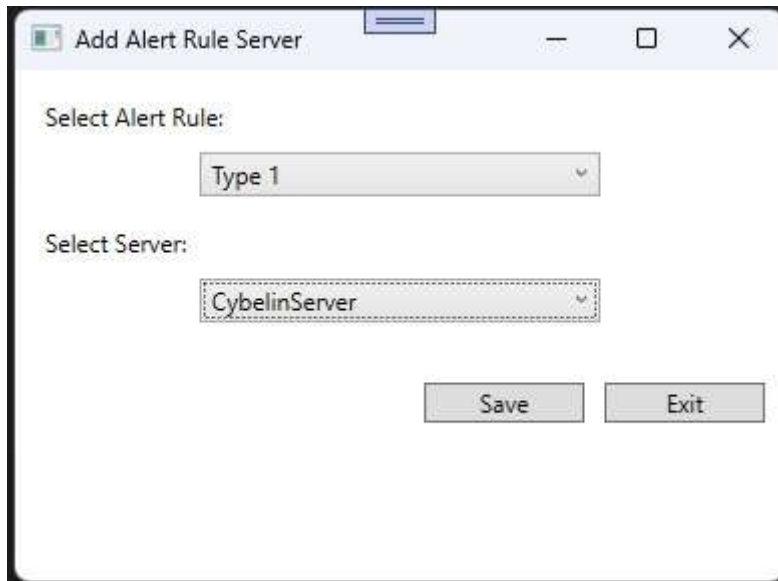 Add Alert Rule Server
Select Alert Rule:
Type 1
Select Server:
CybelinServer
Save Exit